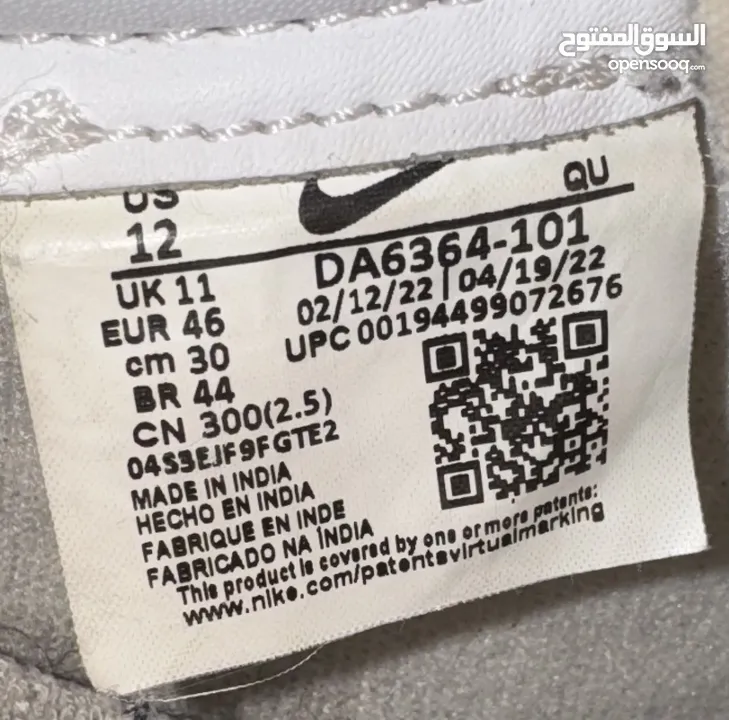 السوق المفتوح
opensooq.com
US
12
QU
DA6364-101
02/12/22 | 04/19/22
UPC 00194499072676
UK 11
EUR 46
cm 30
BR 44
CN 300(2.5)
04S3EJF9FGTE2
MADE IN INDIA
HECHO EN INDIA
FABRIQUE EN INDE
FABRICADO NA ÍNDIA
This product is covered by one or more patents:
www.nike.com/patentsvirtualmarking